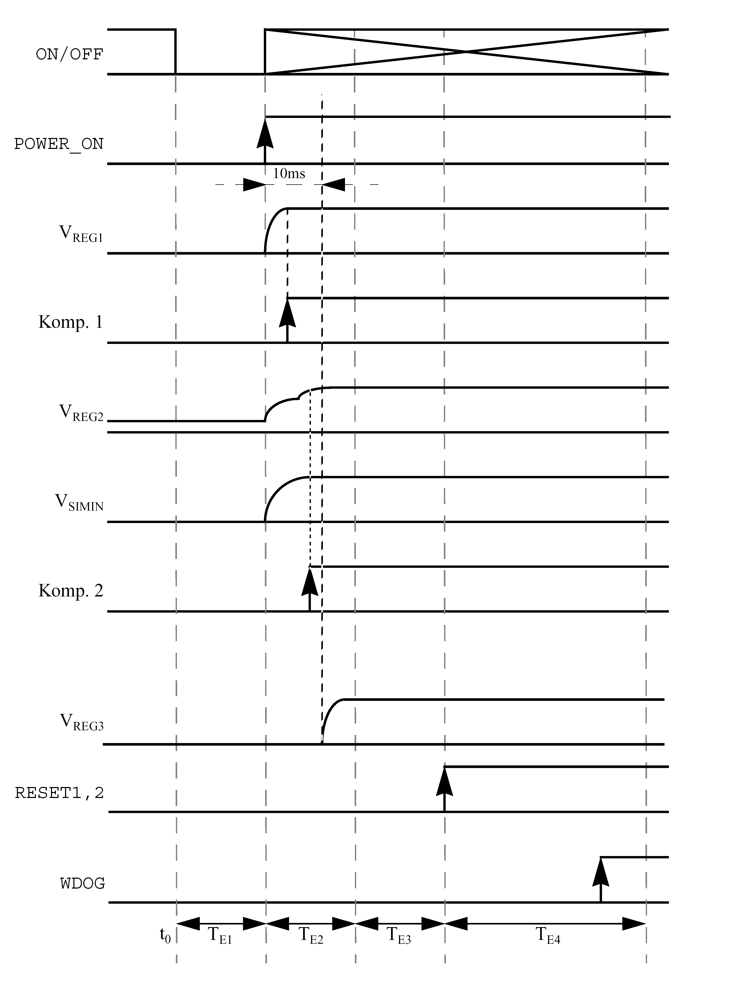 ON/OFF
POWER_ON
10ms
VREG1
Komp. 1
VREG2
VSIMIN
Komp. 2
VREG3
RESET1,2
WDOG
t0 TE1 TE2 TE3 TE4